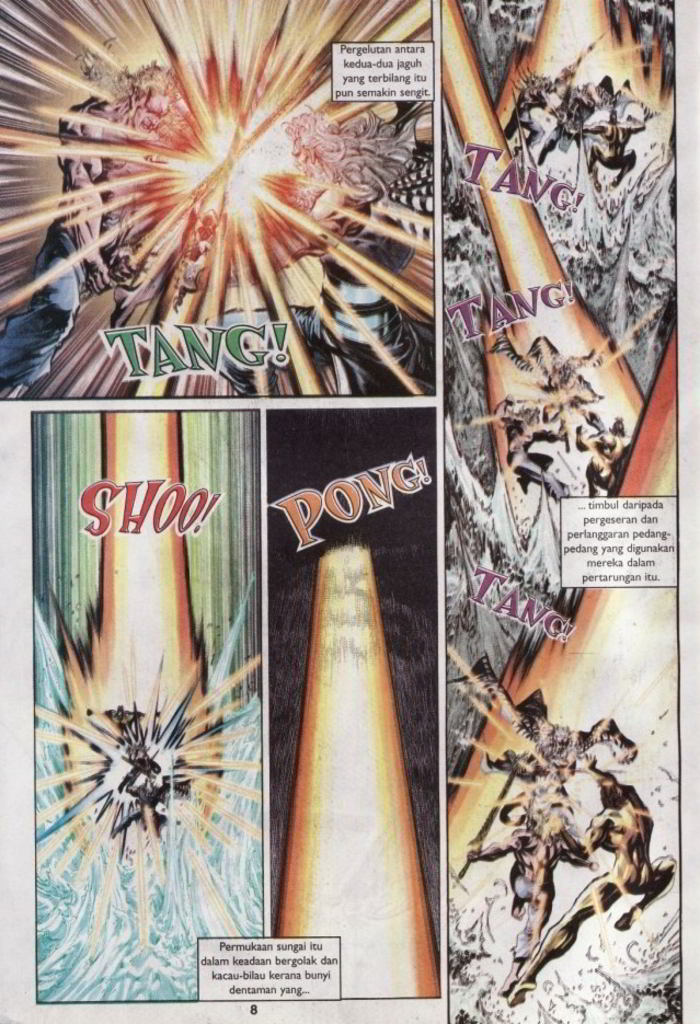 Pergelutan antara
kedua-dua jaguh
yang terbilang itu
pun semakin sengit.
TANG!
SHOO!
PONG!
Permukaan sungai itu
dalam keadaan bergolak dan
kacau-bilau kerana bunyi
dentaman yang...
TANG!
TANG!
... timbul daripada
pergeseran dan
perlanggaran pedang-
pedang yang digunakan
mereka dalam
pertarungan itu.
TANG!
8